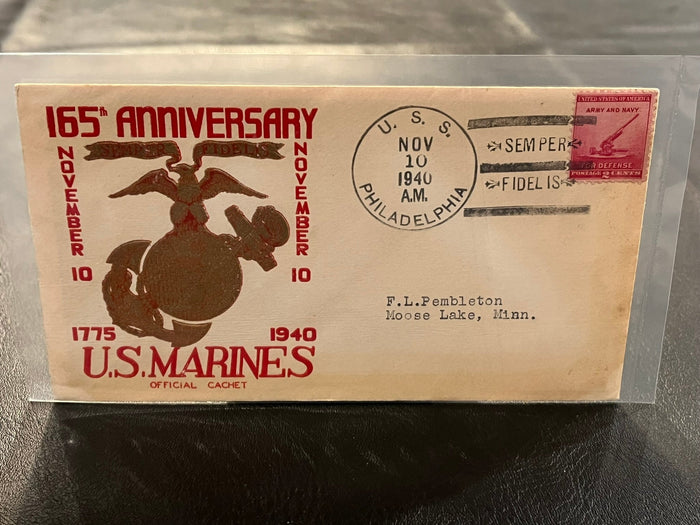 165th ANNIVERSARY
SEMPER FIDELIS
NOVEMBER 10
NOVEMBER 10
1775 1940
U.S. MARINES
OFFICIAL CACHET
U. S. S.
NOV
10
1940
A.M.
PHILADELPHIA
SEMPER
FIDELIS
UNITED STATES OF AMERICA
ARMY AND NAVY
FOR DEFENSE
POSTAGE 2 CENTS
F.L.Pembleton
Moose Lake, Minn.